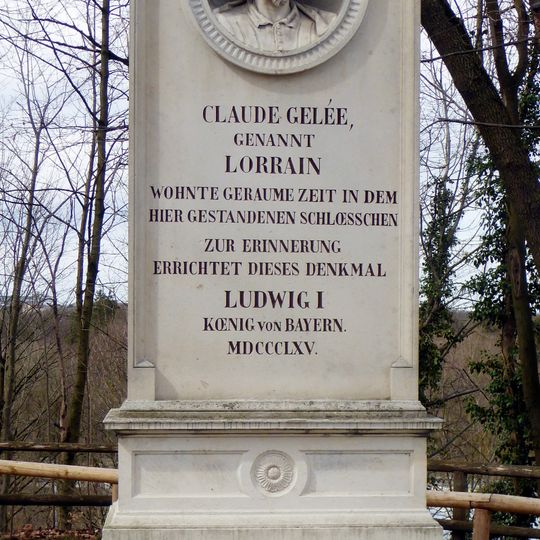 CLAUDE GELÉE,
GENANNT
LORRAIN
WOHNTE GERAUME ZEIT IN DEM
HIER GESTANDENEN SCHLŒSSCHEN
ZUR ERINNERUNG
ERRICHTET DIESES DENKMAL
LUDWIG I
KŒNIG VON BAYERN.
MDCCCLXV.